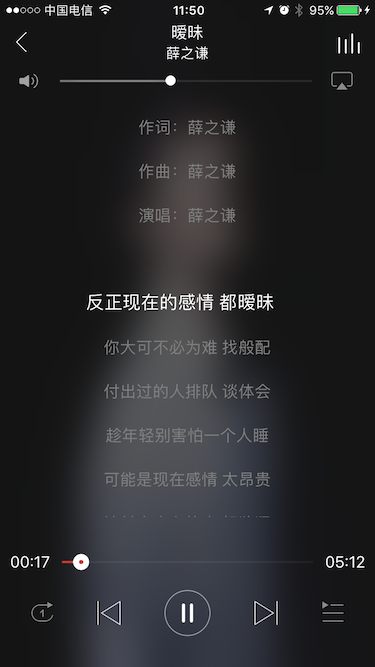 中国电信 11:50 95%
暧昧
薛之谦
作词：薛之谦
作曲：薛之谦
演唱：薛之谦
反正现在的感情 都暧昧
你大可不必为难 找般配
付出过的人排队 谈体会
趁年轻别害怕一个人睡
可能是现在感情 太昂贵
00:17 05:12
1